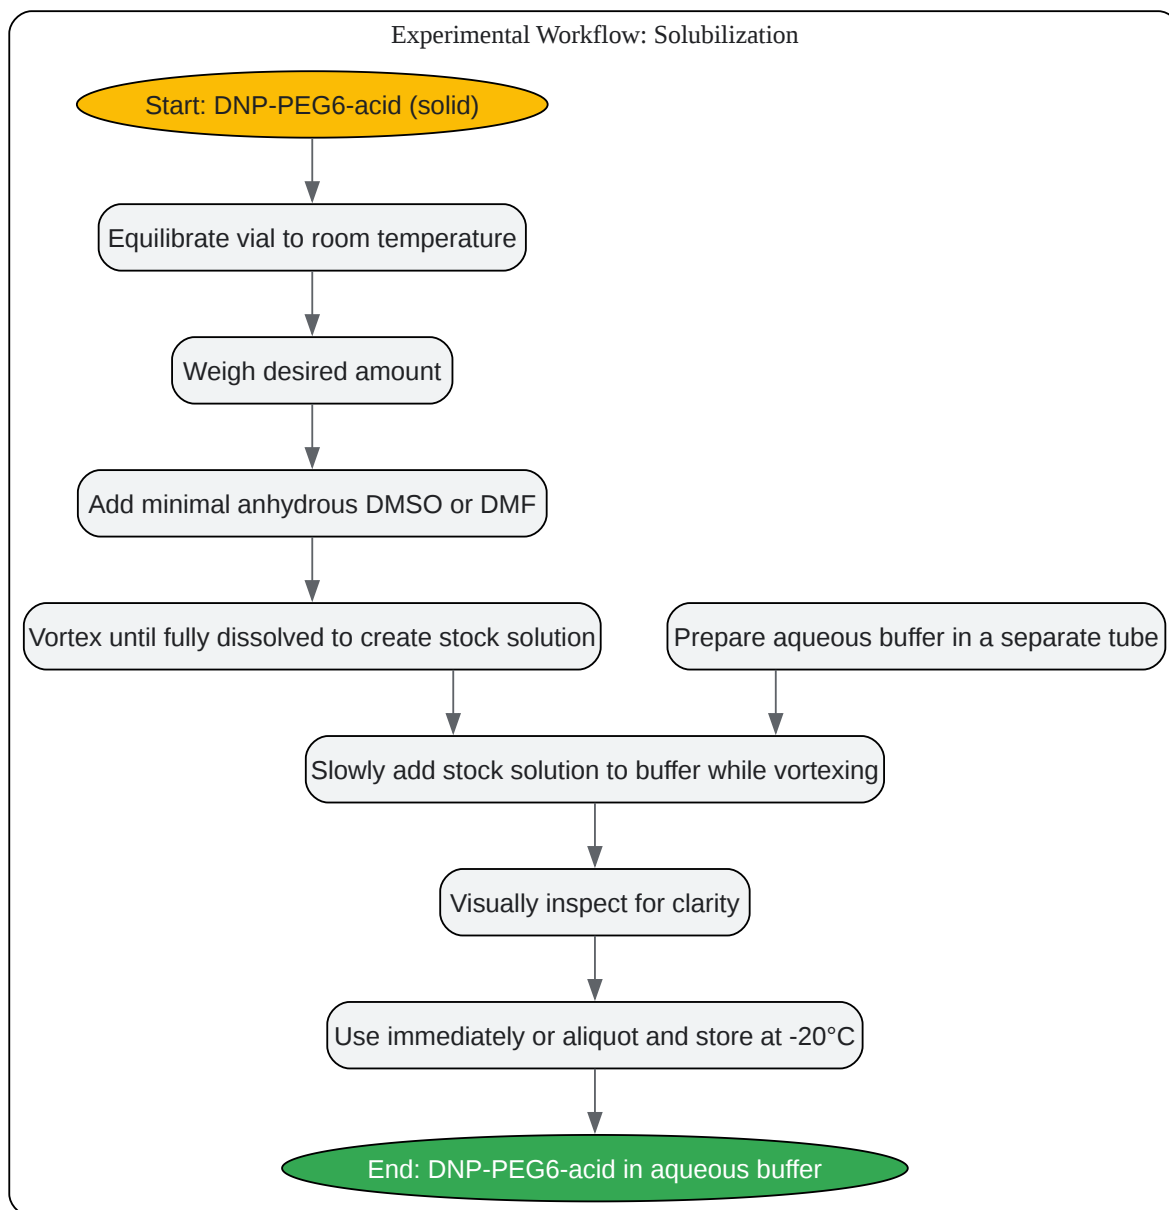 Experimental Workflow: Solubilization
Start: DNP-PEG6-acid (solid)
Equilibrate vial to room temperature
Weigh desired amount
Add minimal anhydrous DMSO or DMF
Vortex until fully dissolved to create stock solution
Prepare aqueous buffer in a separate tube
Slowly add stock solution to buffer while vortexing
Visually inspect for clarity
Use immediately or aliquot and store at -20°C
End: DNP-PEG6-acid in aqueous buffer